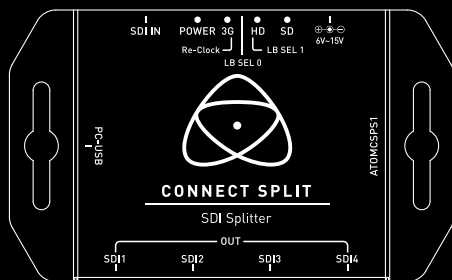 SDI IN POWER 3G HD SD 6V~15V
Re-Clock LB SEL 1
LB SEL 0
PC-USB
ATOMCSPS1
CONNECT SPLIT
SDI Splitter
OUT
SDI1 SDI2 SDI3 SDI4